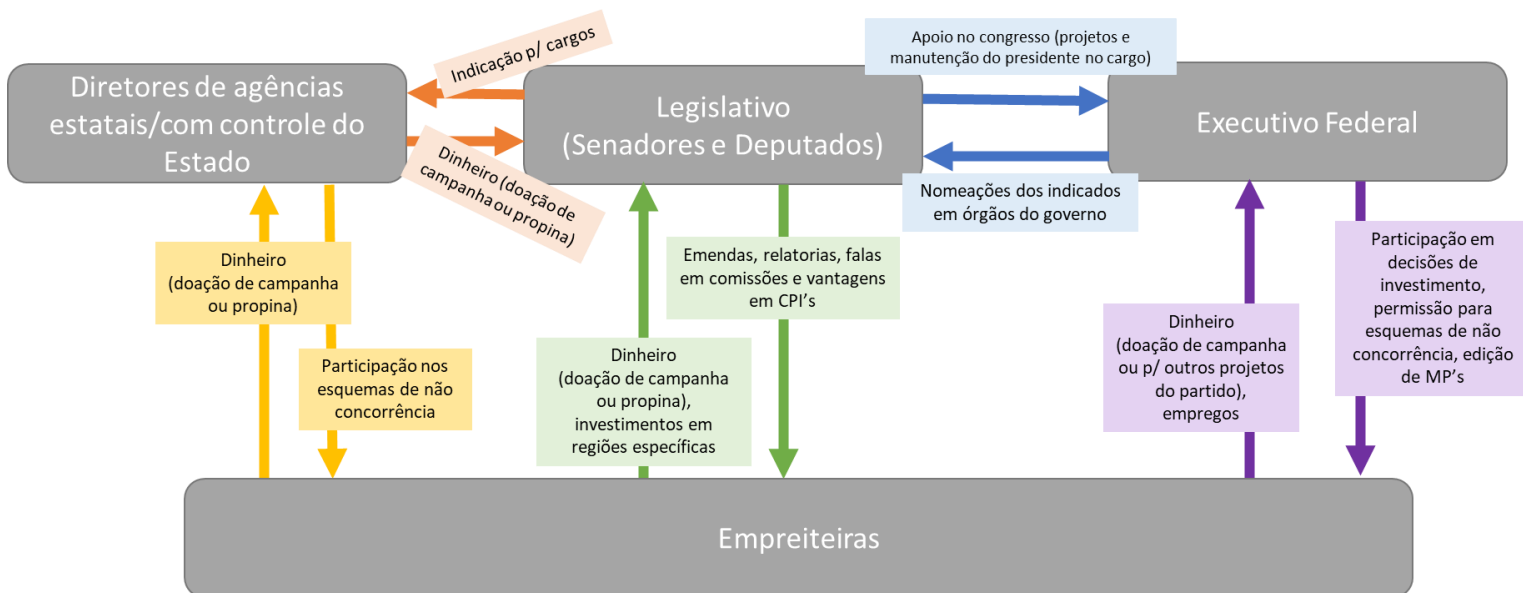 Apoio no congresso (projetos e
manutenção do presidente no cargo)
Indicação p/ cargos
Diretores de agências
estatais/com controle do
Estado
Legislativo
(Senadores e Deputados)
Executivo Federal
Dinheiro (doação de
campanha ou propina)
Nomeações dos indicados
em órgãos do governo
Dinheiro
(doação de campanha
ou propina)
Participação nos
esquemas de não
concorrência
Emendas, relatorias, falas
em comissões e vantagens
em CPI's
Dinheiro
(doação de campanha
ou propina),
investimentos em
regiões específicas
Dinheiro
(doação de campanha
ou p/ outros projetos
do partido),
empregos
Participação em
decisões de
investimento,
permissão para
esquemas de não
concorrência, edição
de MP's
Empreiteiras